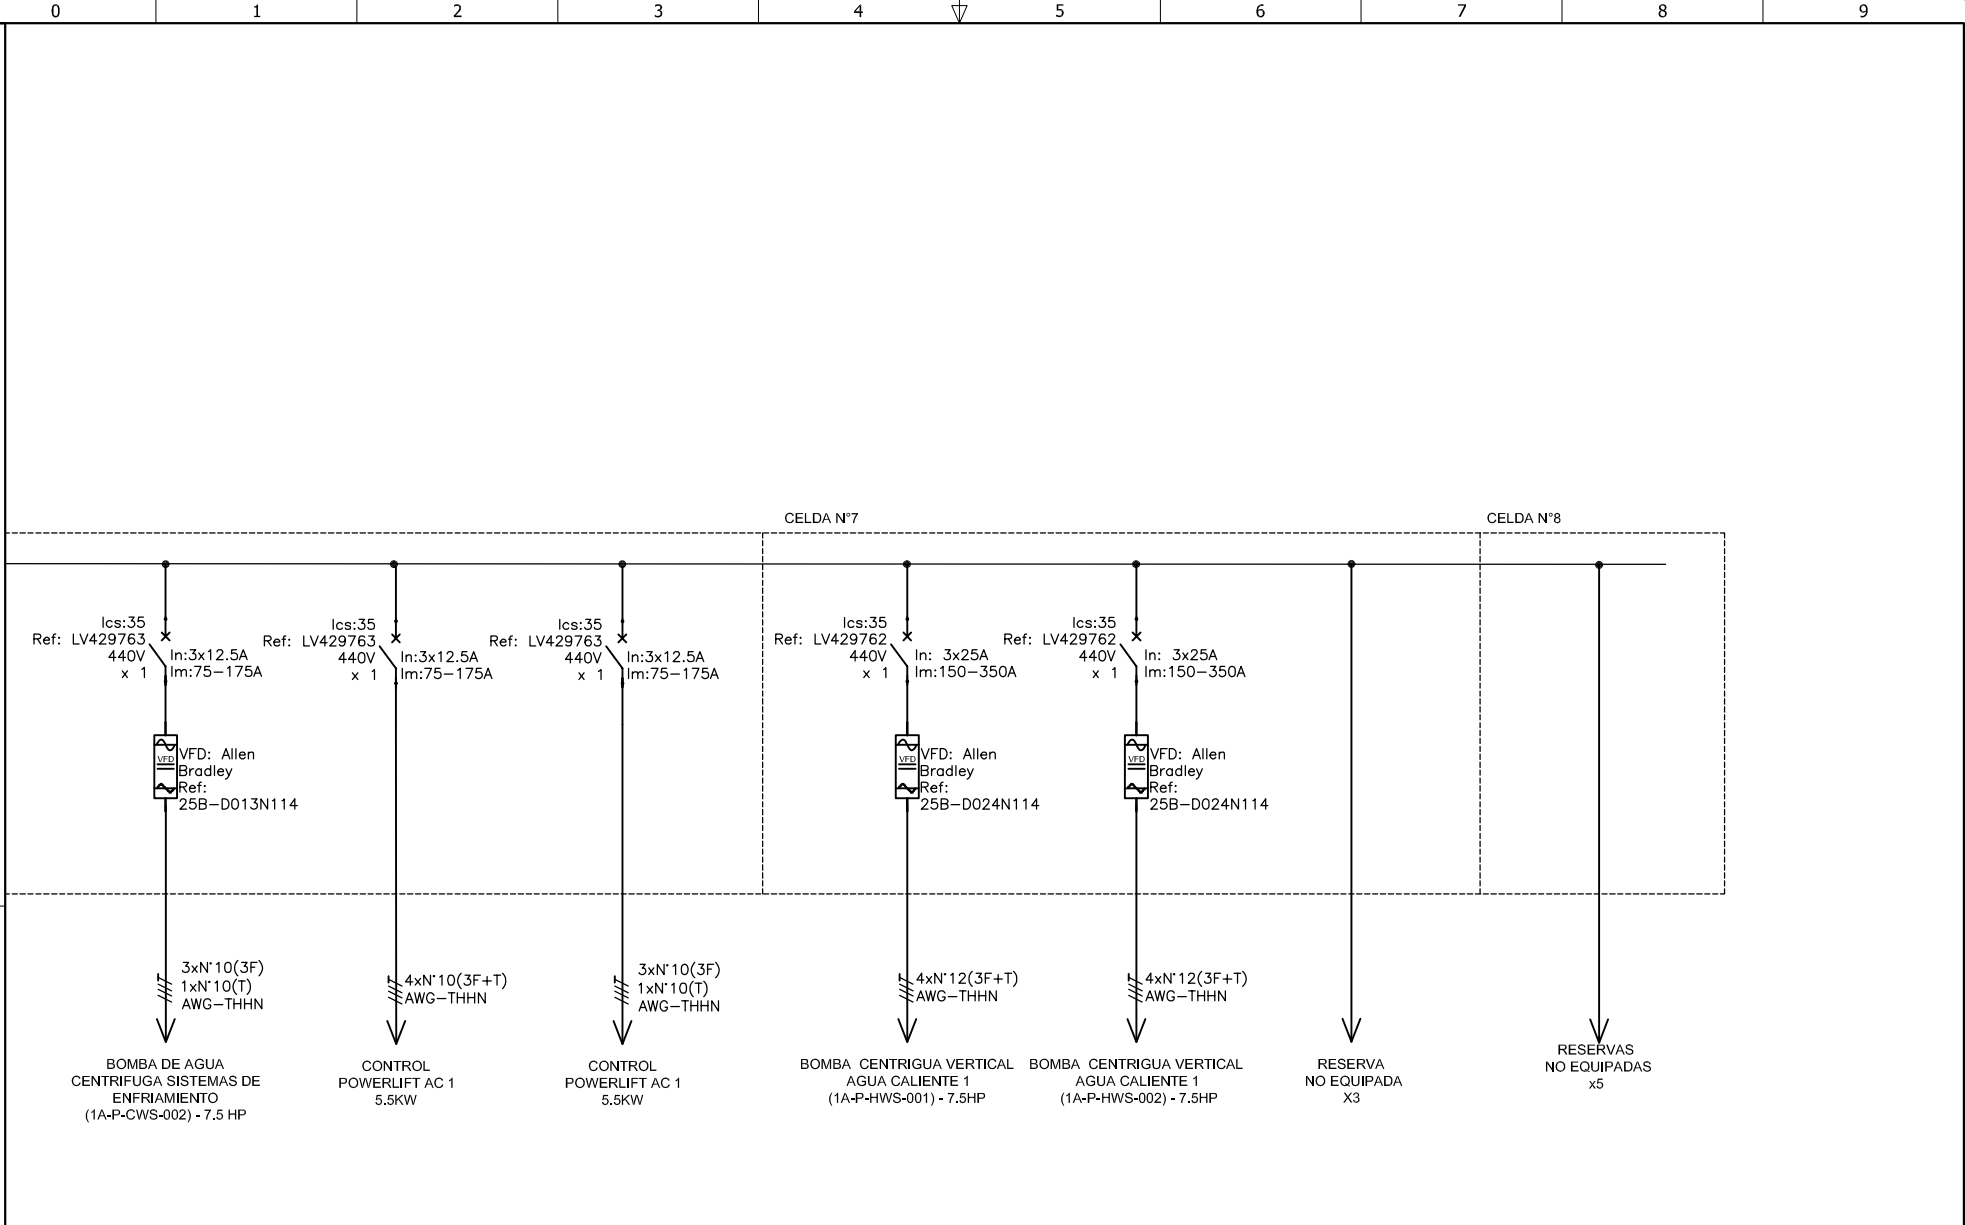 0 1 2 3 4 5 6 7 8 9
CELDA N°7
CELDA N°8
Ics:35
Ref: LV429763
440V
x 1
In:3x12.5A
Im:75-175A
Ics:35
Ref: LV429763
440V
x 1
In:3x12.5A
Im:75-175A
Ics:35
Ref: LV429763
440V
x 1
In:3x12.5A
Im:75-175A
Ics:35
Ref: LV429762
440V
x 1
In: 3x25A
Im:150-350A
Ics:35
Ref: LV429762
440V
x 1
In: 3x25A
Im:150-350A
VFD
VFD: Allen
Bradley
Ref:
25B-D013N114
VFD
VFD: Allen
Bradley
Ref:
25B-D024N114
VFD
VFD: Allen
Bradley
Ref:
25B-D024N114
3xN°10(3F)
1xN°10(T)
AWG-THHN
4xN°10(3F+T)
AWG-THHN
3xN°10(3F)
1xN°10(T)
AWG-THHN
4xN°12(3F+T)
AWG-THHN
4xN°12(3F+T)
AWG-THHN
BOMBA DE AGUA
CENTRIFUGA SISTEMAS DE
ENFRIAMIENTO
(1A-P-CWS-002) - 7.5 HP
CONTROL
POWERLIFT AC 1
5.5KW
CONTROL
POWERLIFT AC 1
5.5KW
BOMBA CENTRIGUA VERTICAL
AGUA CALIENTE 1
(1A-P-HWS-001) - 7.5HP
BOMBA CENTRIGUA VERTICAL
AGUA CALIENTE 1
(1A-P-HWS-002) - 7.5HP
RESERVA
NO EQUIPADA
X3
RESERVAS
NO EQUIPADAS
x5